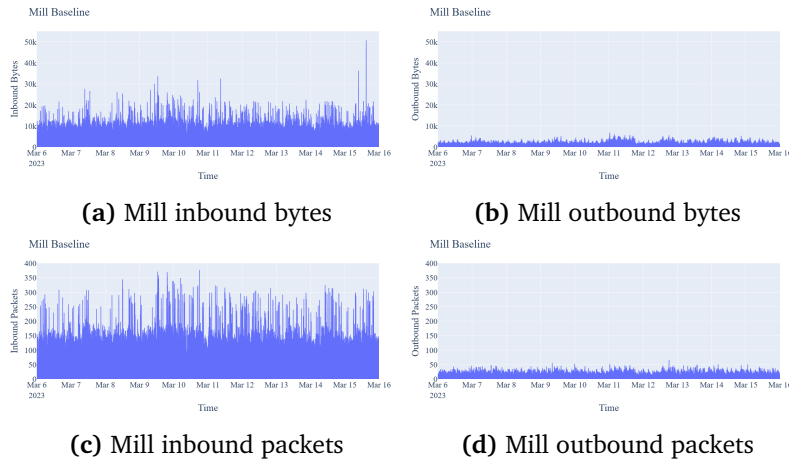 Mill Baseline
50k
40k
30k
20k
10k
0
Inbound Bytes
Mar 6
2023
Mar 7
Mar 8
Mar 9
Mar 10
Mar 11
Mar 12
Mar 13
Mar 14
Mar 15
Mar 16
Time
(a) Mill inbound bytes
Mill Baseline
50k
40k
30k
20k
10k
0
Outbound Bytes
Mar 6
2023
Mar 7
Mar 8
Mar 9
Mar 10
Mar 11
Mar 12
Mar 13
Mar 14
Mar 15
Mar 16
Time
(b) Mill outbound bytes
Mill Baseline
400
350
300
250
200
150
100
50
0
Inbound Packets
Mar 6
2023
Mar 7
Mar 8
Mar 9
Mar 10
Mar 11
Mar 12
Mar 13
Mar 14
Mar 15
Mar 16
Time
(c) Mill inbound packets
Mill Baseline
400
350
300
250
200
150
100
50
0
Outbound Packets
Mar 6
2023
Mar 7
Mar 8
Mar 9
Mar 10
Mar 11
Mar 12
Mar 13
Mar 14
Mar 15
Mar 16
Time
(d) Mill outbound packets